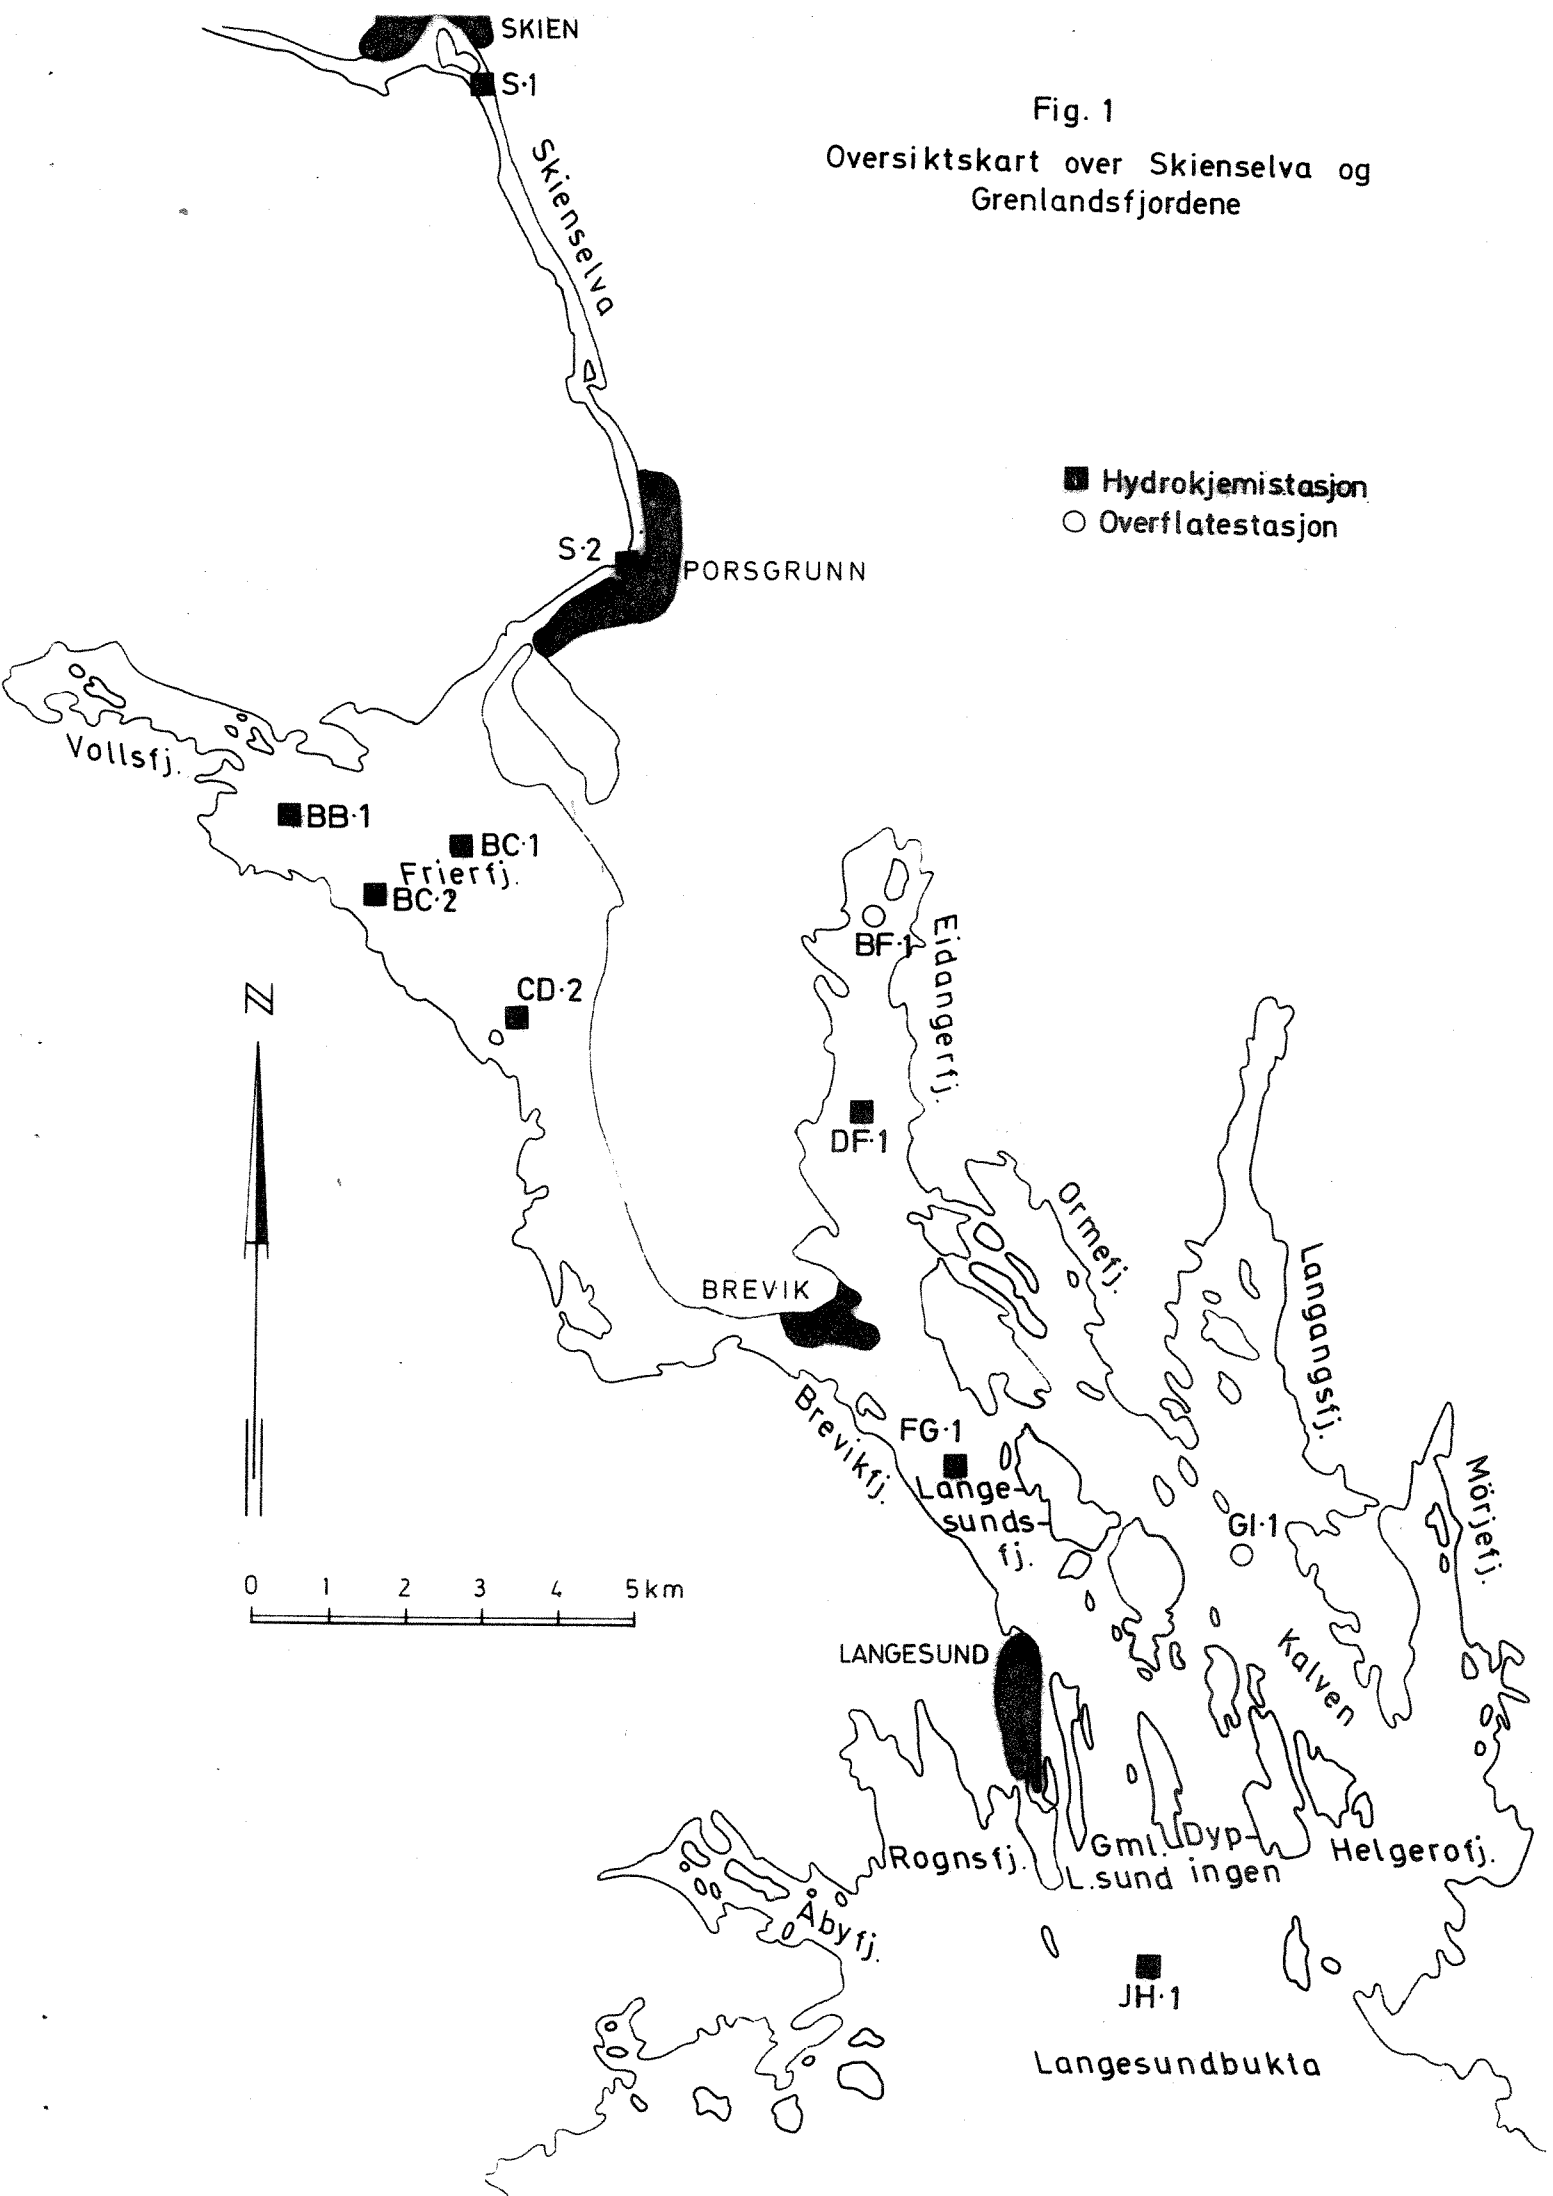 SKIEN
S·1
Fig. 1
Oversiktskart over Skienselva og
Grenlandsfjordene
Skienselva
Hydrokjemistasjon
Overflatestasjon
S·2
PORSGRUNN
Vollsfj.
BB·1
BC·1
Frierfj.
BC·2
BF·1
Eidangerfj.
CD·2
N
DF·1
Ormefj.
Langangsfj.
BREVIK
Brevikfj.
FG·1
Lange-
sunds-
fj.
Mörjefj.
GI·1
0 1 2 3 4 5 km
LANGESUND
Kalven
Rognsfj.
Gml. Dyp-
L.sund ingen
Helgerofj.
Åbyfj.
JH·1
Langesundbukta